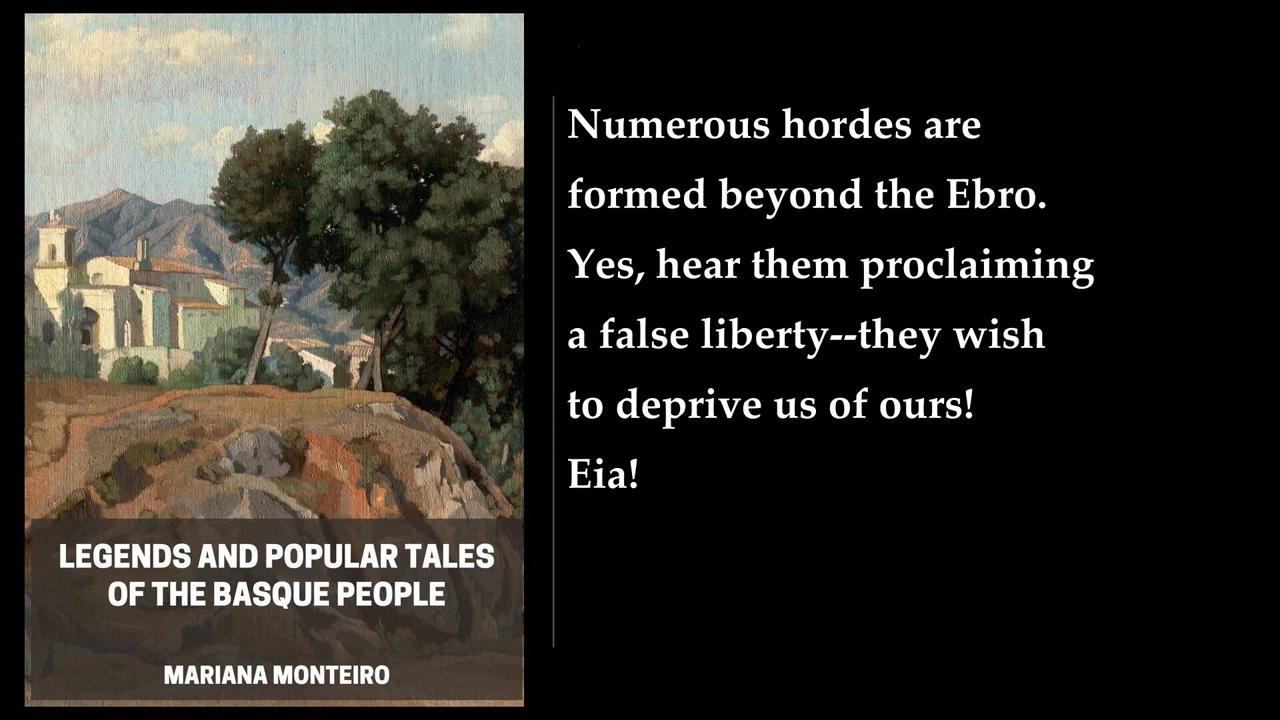 Numerous hordes are
formed beyond the Ebro.
Yes, hear them proclaiming
a false liberty--they wish
to deprive us of ours!
Eia!
LEGENDS AND POPULAR TALES
OF THE BASQUE PEOPLE
MARIANA MONTEIRO